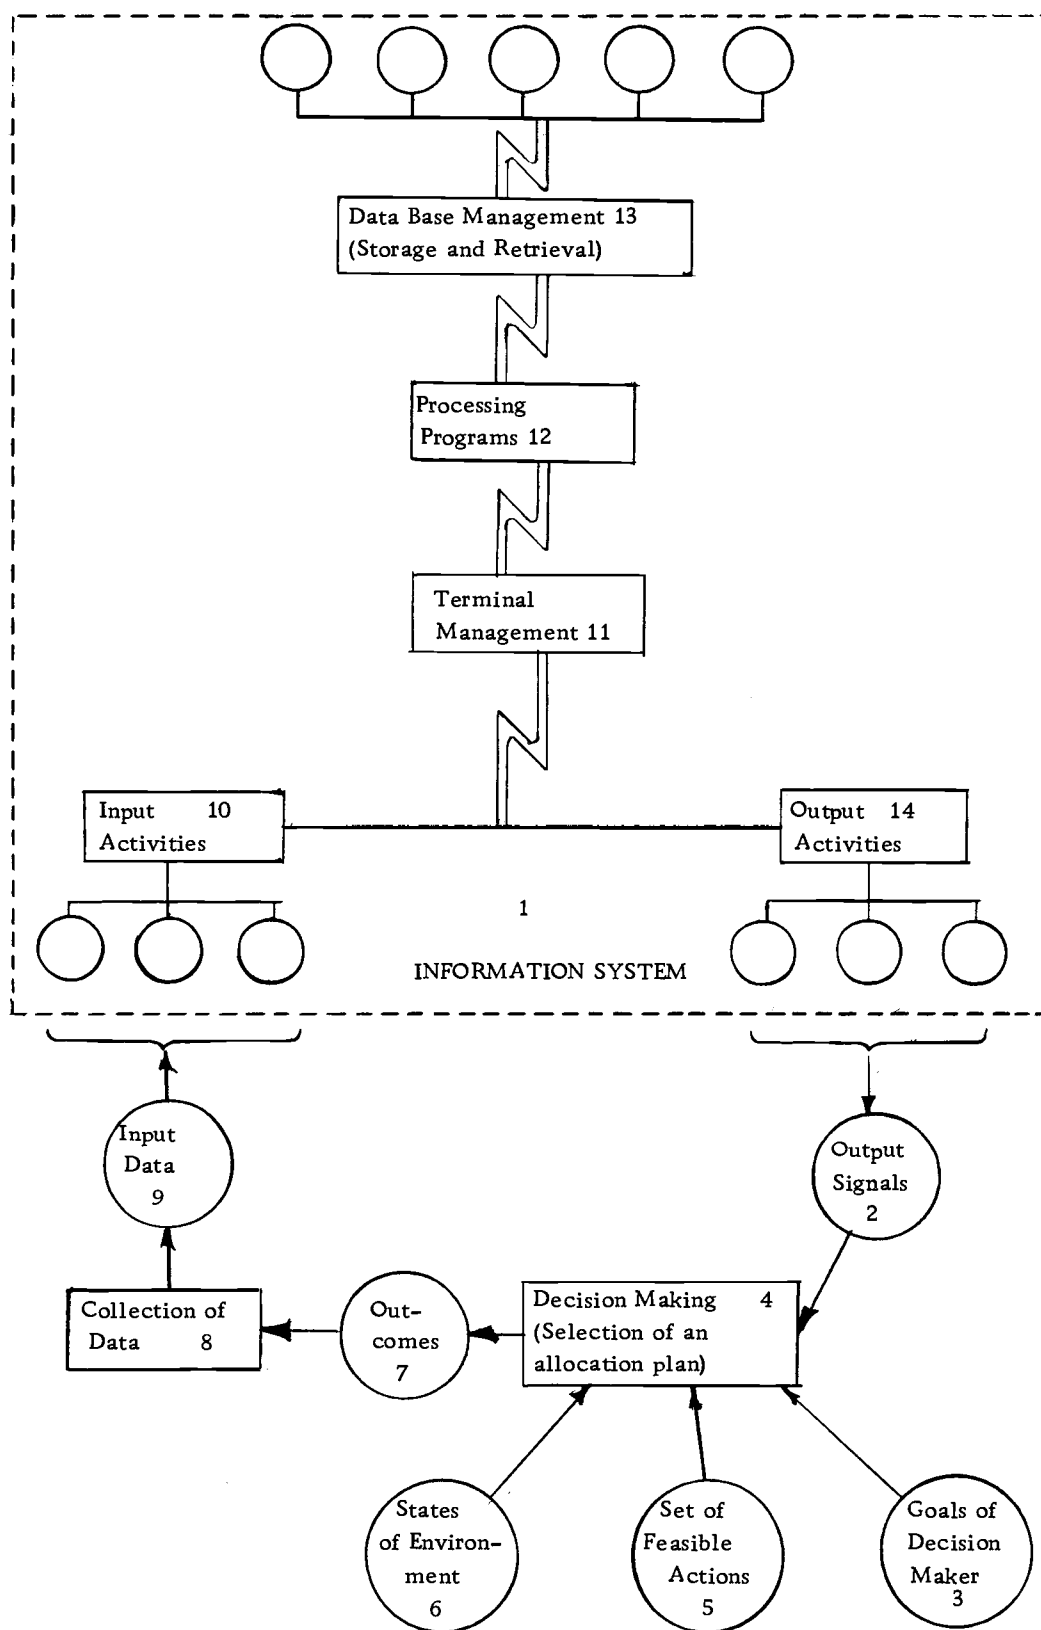 Data Base Management 13
(Storage and Retrieval)
Processing
Programs 12
Terminal
Management 11
Input 10
Activities
Output 14
Activities
1
INFORMATION SYSTEM
Input
Data
9
Output
Signals
2
Collection of
Data 8
Out-
comes
7
Decision Making 4
(Selection of an
allocation plan)
States
of Environ-
ment
6
Set of
Feasible
Actions
5
Goals of
Decision
Maker
3